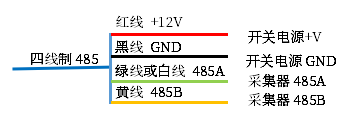 红线 +12V
开关电源+V
黑线 GND
开关电源 GND
四线制 485
绿线或白线 485A
采集器 485A
黄线 485B
采集器 485B